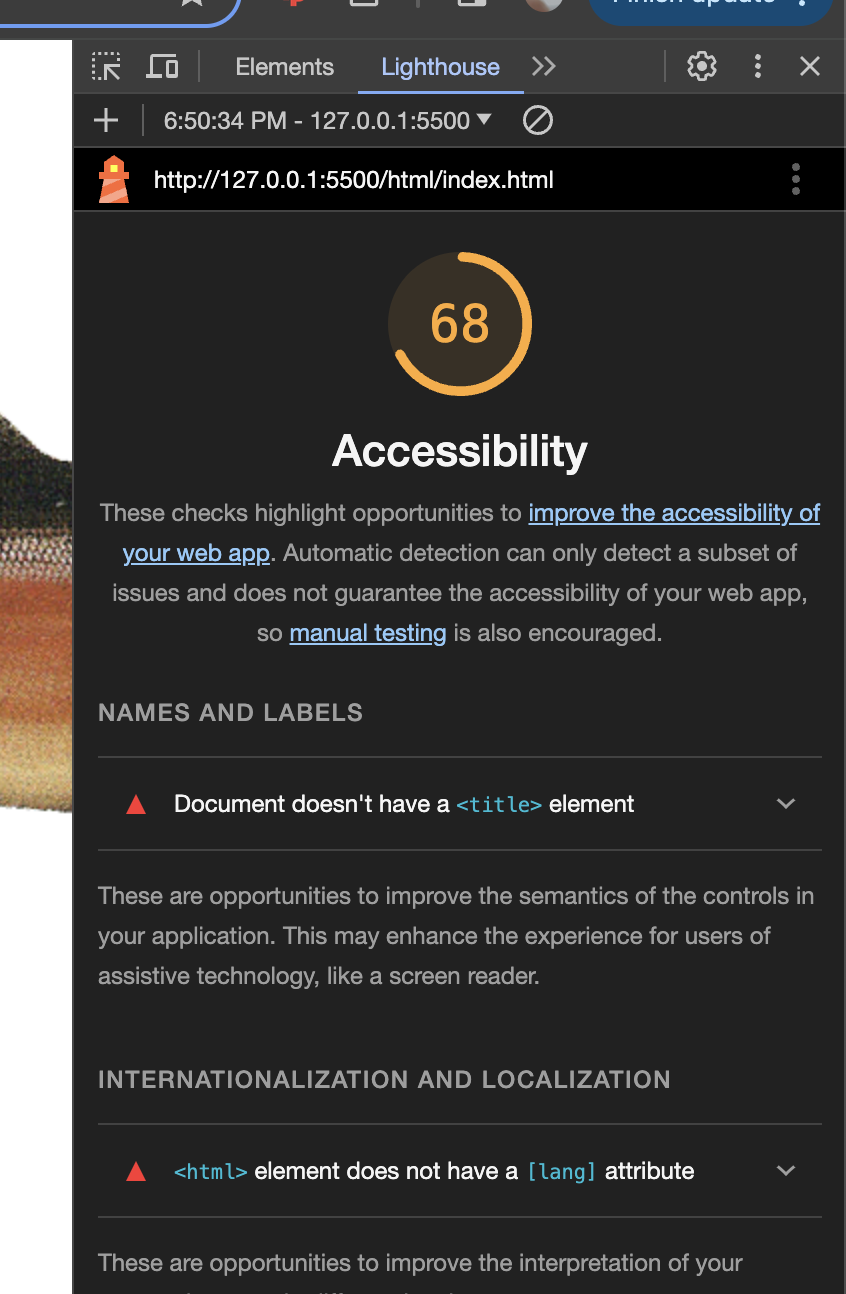 Finish update
Elements
Lighthouse
6:50:34 PM - 127.0.0.1:5500
http://127.0.0.1:5500/html/index.html
68
Accessibility
These checks highlight opportunities to improve the accessibility of
your web app. Automatic detection can only detect a subset of
issues and does not guarantee the accessibility of your web app,
so manual testing is also encouraged.
NAMES AND LABELS
Document doesn't have a <title> element
These are opportunities to improve the semantics of the controls in
your application. This may enhance the experience for users of
assistive technology, like a screen reader.
INTERNATIONALIZATION AND LOCALIZATION
<html> element does not have a [lang] attribute
These are opportunities to improve the interpretation of your